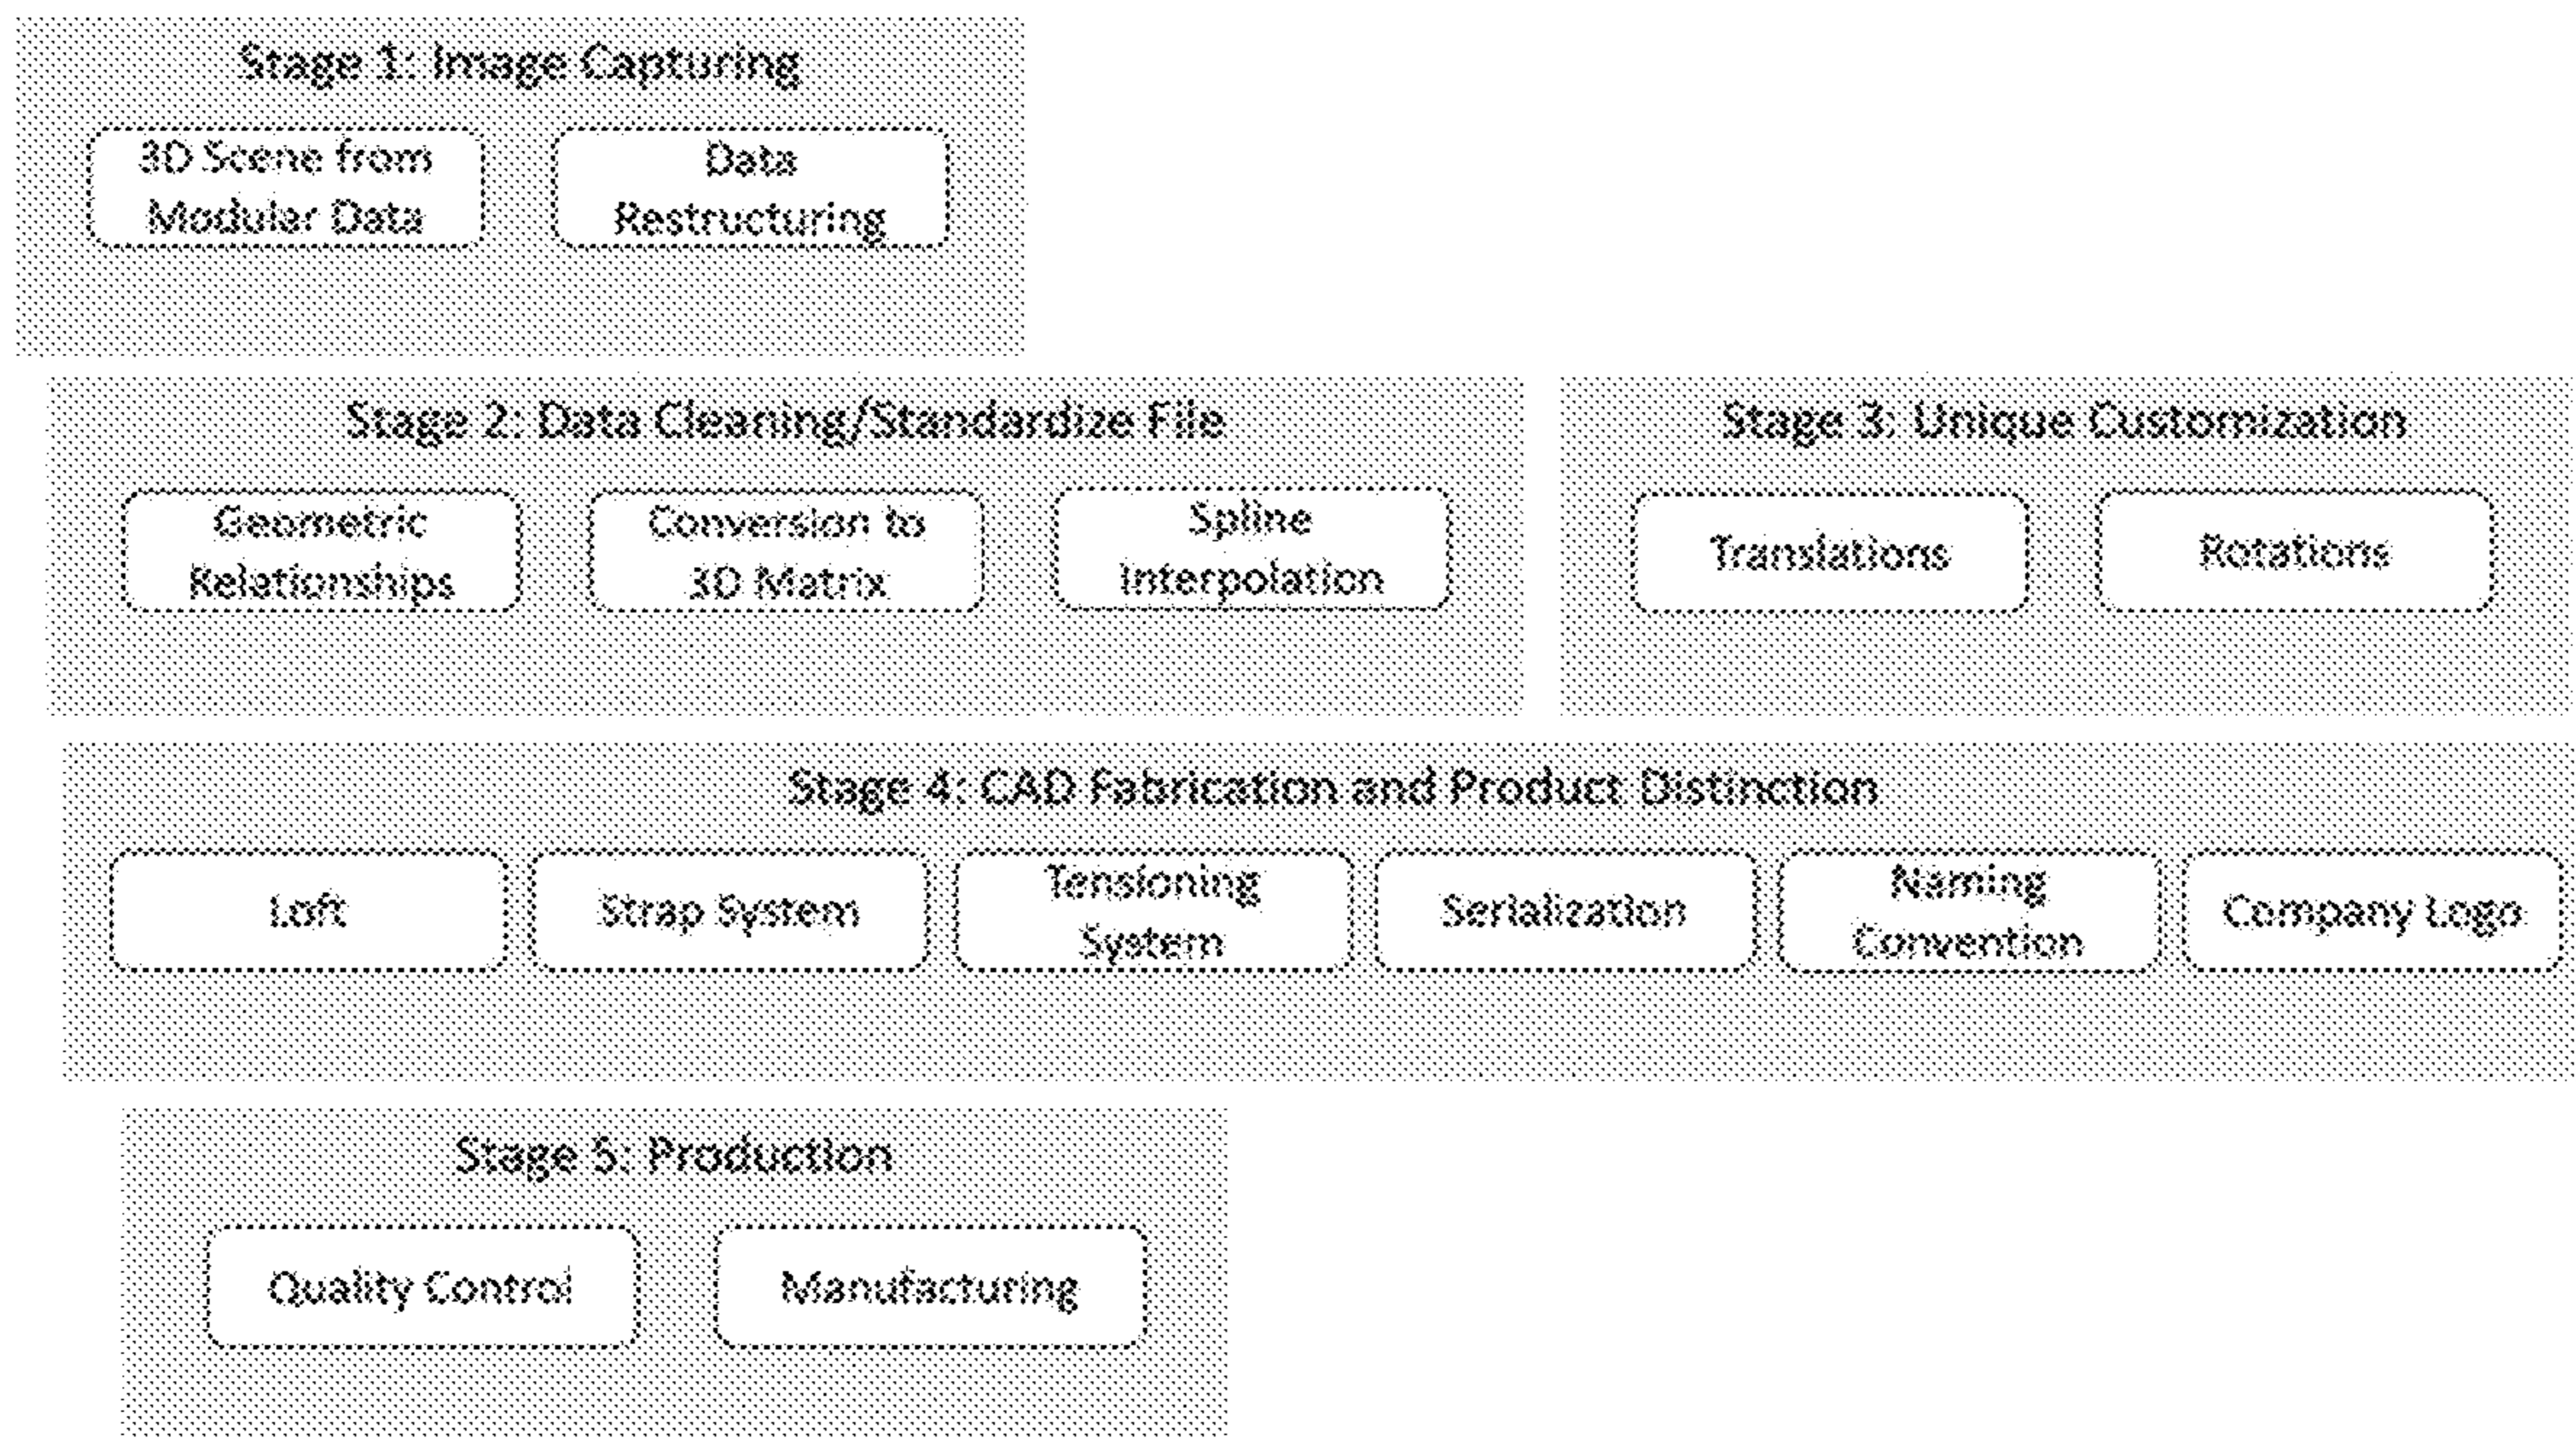 Stage 1: Image Capturing
3D Scene from
Modular Data
Data
Restructuring
Stage 2: Data Cleaning/Standardize File
Geometric
Relationships
Conversion to
3D Matrix
Spline
Interpolation
Stage 3: Unique Customization
Translations
Rotations
Stage 4: CAD Fabrication and Product Distinction
Loft
Strap System
Tensioning
System
Serialization
Naming
Convention
Company Logo
Stage 5: Production
Quality Control
Manufacturing